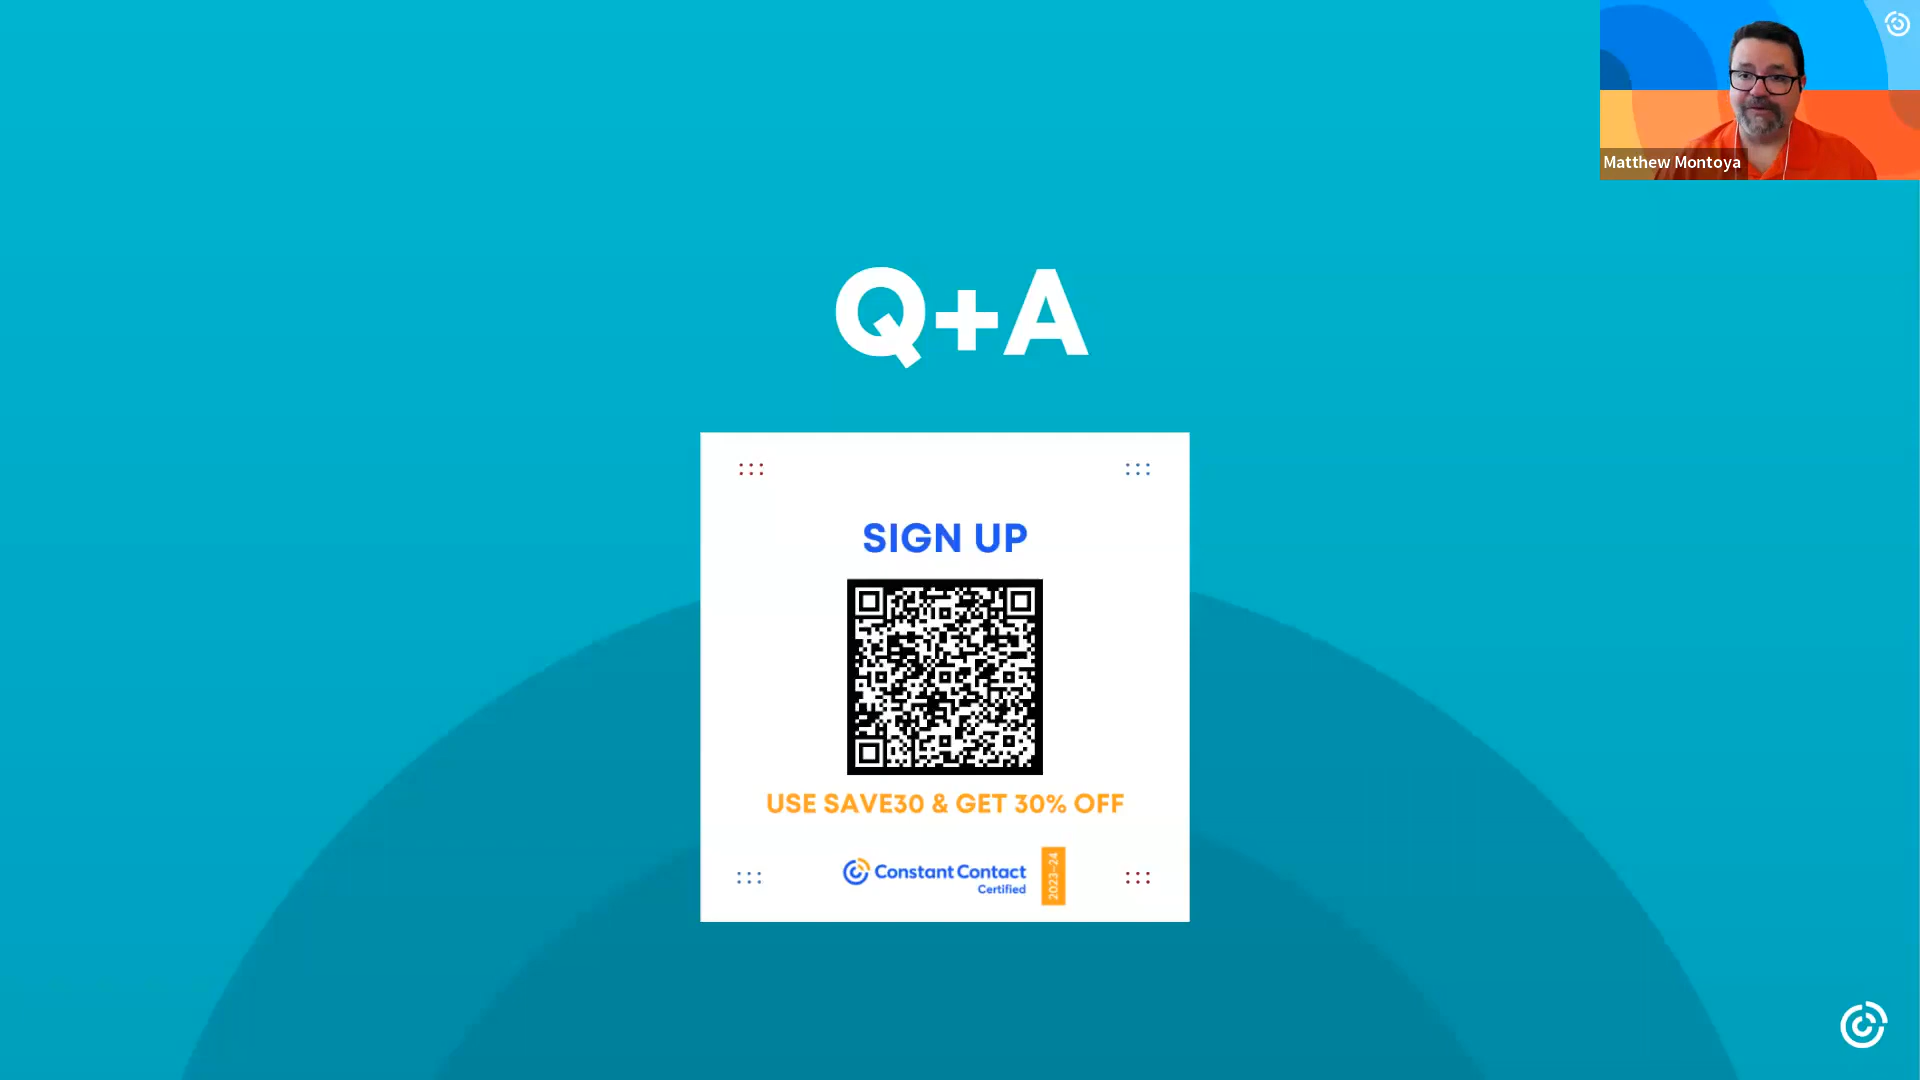 Matthew Montoya
Q+A
SIGN UP
USE SAVE30 & GET 30% OFF
Constant Contact
Certified
2023-24